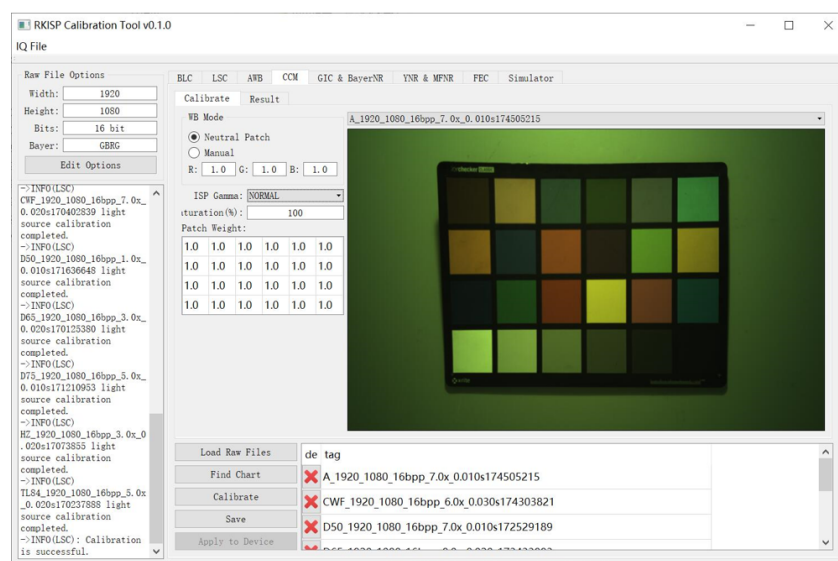 RKISP Calibration Tool v0.1.0
IQ File
Raw File Options
Width: 1920
Height: 1080
Bits: 16 bit
Bayer: GBRG
Edit Options
->INFO(LSC)
CWF_1920_1080_16bpp_7.0x_
0.020s170402839 light
source calibration
completed.
->INFO(LSC)
D50_1920_1080_16bpp_1.0x_
0.010s171636648 light
source calibration
completed.
->INFO(LSC)
D65_1920_1080_16bpp_3.0x_
0.020s170125380 light
source calibration
completed.
->INFO(LSC)
D75_1920_1080_16bpp_5.0x_
0.010s171210953 light
source calibration
completed.
->INFO(LSC)
HZ_1920_1080_16bpp_3.0x_0
.020s17073855 light
source calibration
completed.
->INFO(LSC)
TL84_1920_1080_16bpp_5.0x
_0.020s170237888 light
source calibration
completed.
->INFO(LSC): Calibration
is successful.
BLC LSC AWB CCM GIC & BayerNR YNR & MFNR FEC Simulator
Calibrate Result
WB Mode
Neutral Patch
Manual
R: 1.0 G: 1.0 B: 1.0
ISP Gamma: NORMAL
turation(%): 100
Patch Weight:
1.0 1.0 1.0 1.0 1.0 1.0
1.0 1.0 1.0 1.0 1.0 1.0
1.0 1.0 1.0 1.0 1.0 1.0
1.0 1.0 1.0 1.0 1.0 1.0
A_1920_1080_16bpp_7.0x_0.010s174505215
Load Raw Files
Find Chart
Calibrate
Save
Apply to Device
de tag
A_1920_1080_16bpp_7.0x_0.010s174505215
CWF_1920_1080_16bpp_6.0x_0.030s174303821
D50_1920_1080_16bpp_7.0x_0.010s172529189